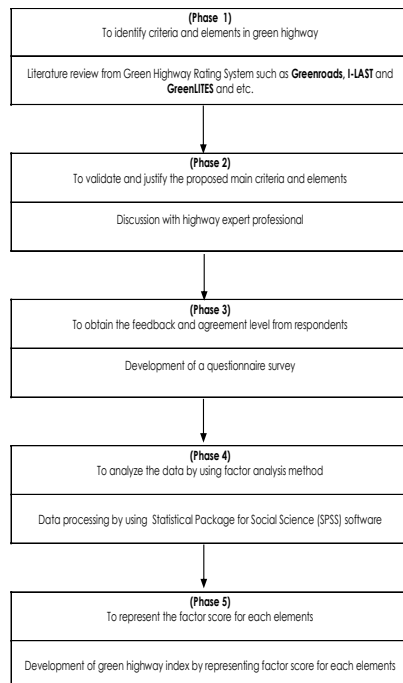 (Phase 1)
To identify criteria and elements in green highway
Literature review from Green Highway Rating System such as Greenroads, I-LAST and
GreenLITES and etc.
(Phase 2)
To validate and justify the proposed main criteria and elements
Discussion with highway expert professional
(Phase 3)
To obtain the feedback and agreement level from respondents
Development of a questionnaire survey
(Phase 4)
To analyze the data by using factor analysis method
Data processing by using Statistical Package for Social Science (SPSS) software
(Phase 5)
To represent the factor score for each elements
Development of green highway index by representing factor score for each elements